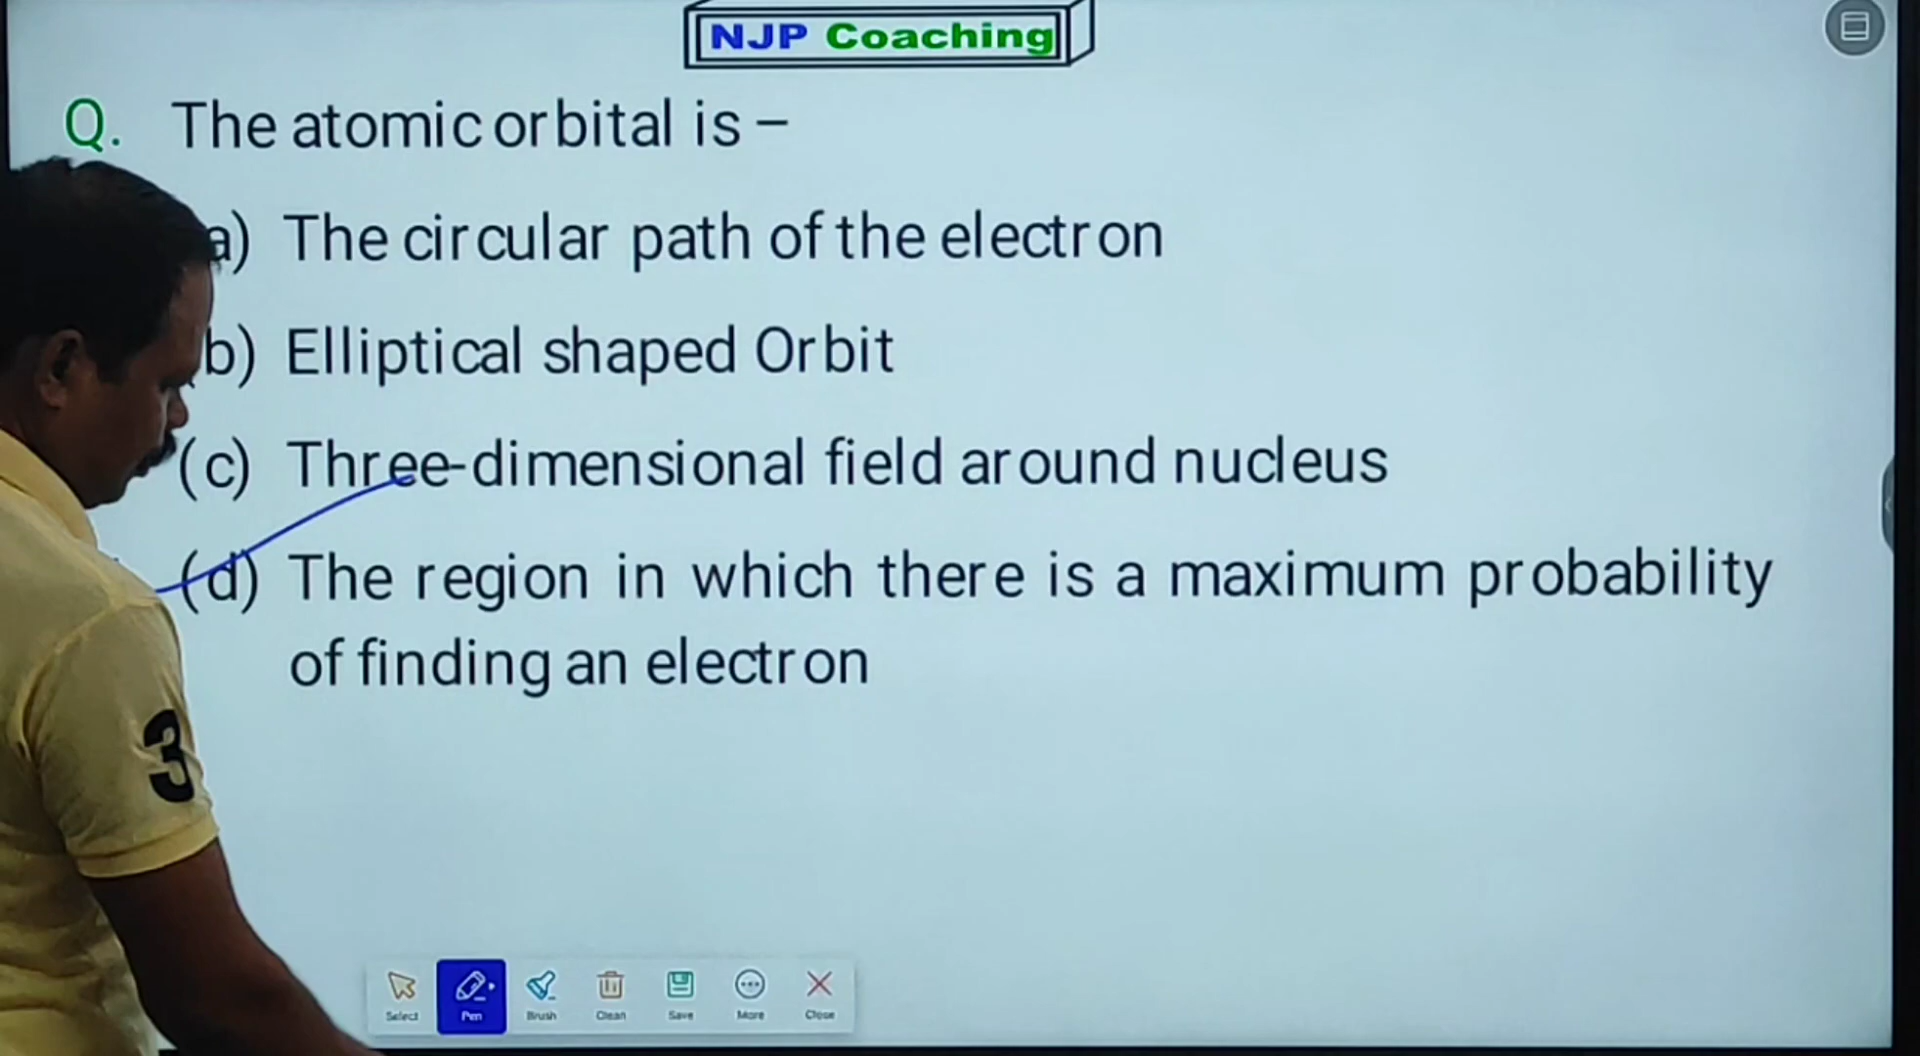 NJP Coaching
Q. The atomic orbital is –
a) The circular path of the electron
b) Elliptical shaped Orbit
(c) Three-dimensional field around nucleus
(d) The region in which there is a maximum probability
of finding an electron
3
Select Pen Brush Clean Save More Close